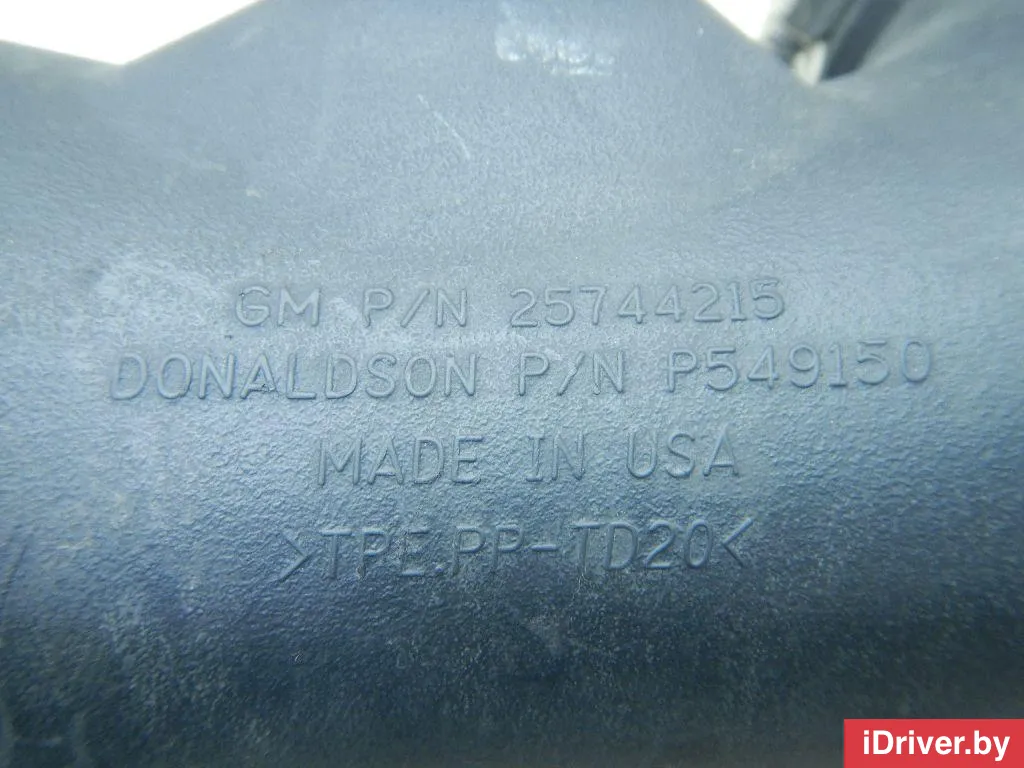 GM P/N 25744215
DONALDSON P/N P549150
MADE IN USA
>TPE.PP-TD20<
iDriver.by